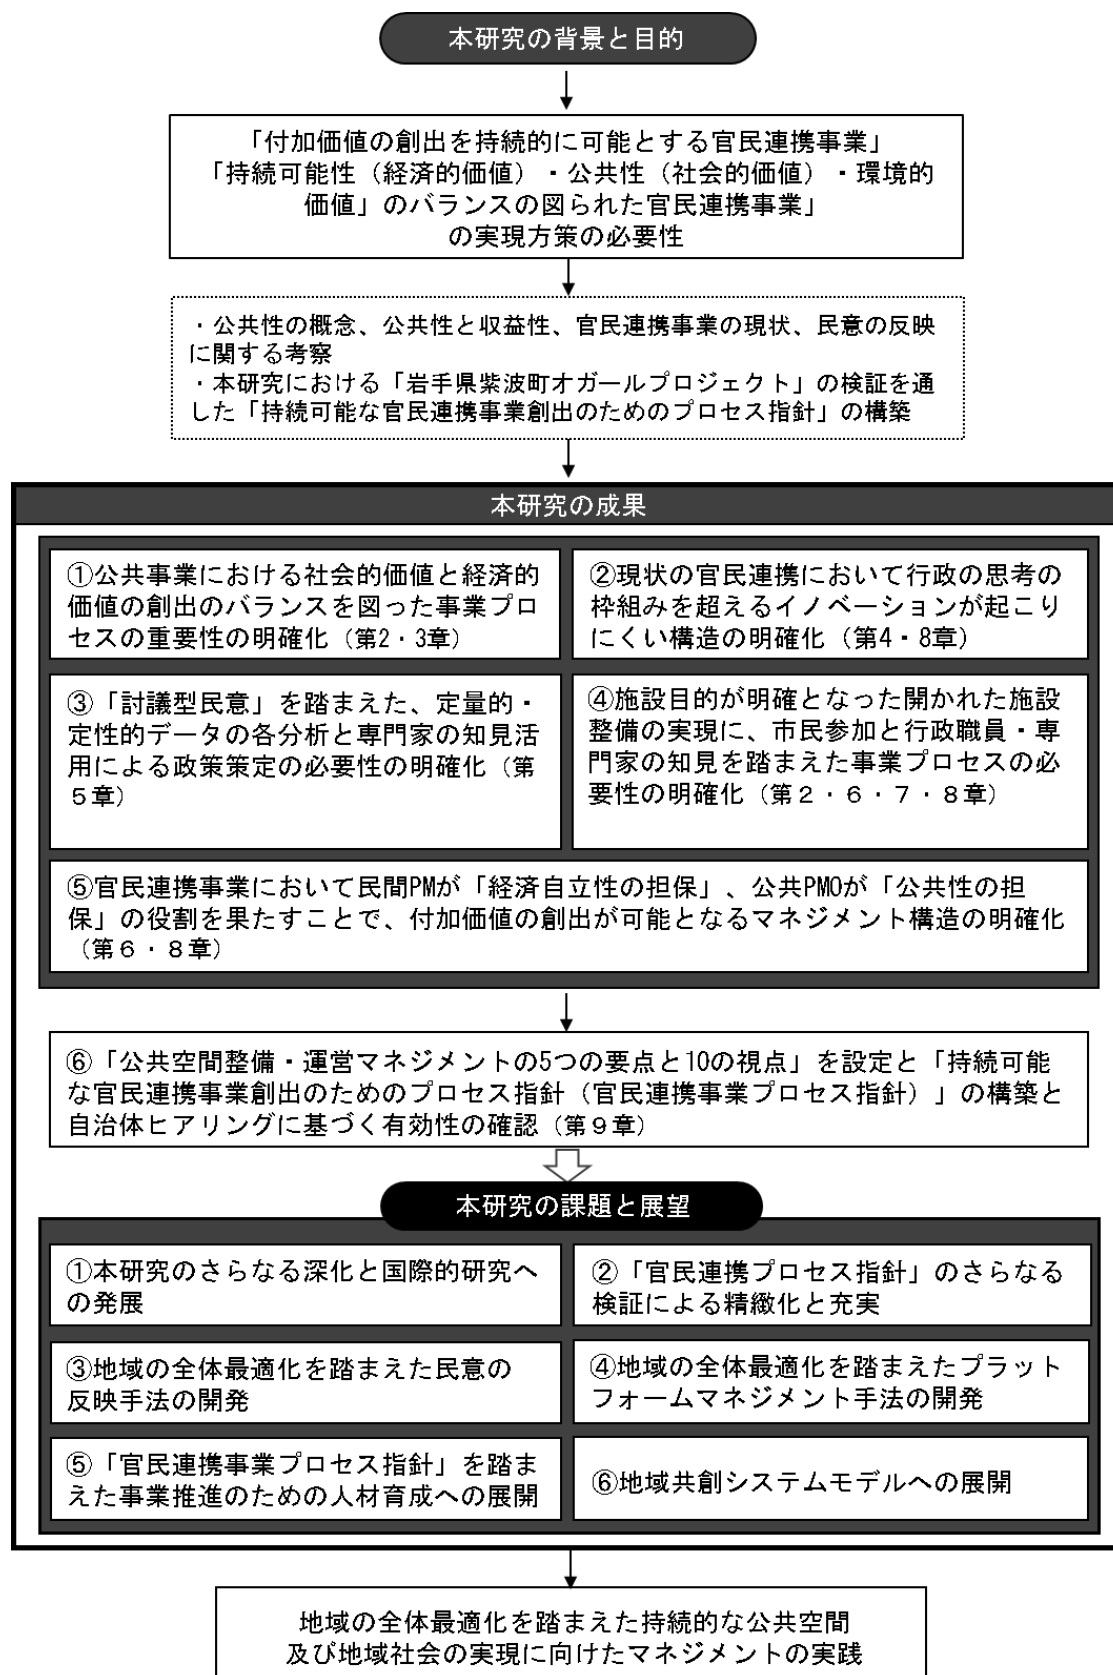 本研究の背景と目的
「付加価値の創出を持続的に可能とする官民連携事業」
「持続可能性（経済的価値）・公共性（社会的価値）・環境的
価値」のバランスの図られた官民連携事業」
の実現方策の必要性
・公共性の概念、公共性と収益性、官民連携事業の現状、民意の反映
に関する考察
・本研究における「岩手県紫波町オガールプロジェクト」の検証を通
した「持続可能な官民連携事業創出のためのプロセス指針」の構築
本研究の成果
①公共事業における社会的価値と経済的
価値の創出のバランスを図った事業プロ
セスの重要性の明確化（第2・3章）
②現状の官民連携において行政の思考の
枠組みを超えるイノベーションが起こり
にくい構造の明確化（第4・8章）
③「討議型民意」を踏まえた、定量的・
定性的データの各分析と専門家の知見活
用による政策策定の必要性の明確化（第
５章）
④施設目的が明確となった開かれた施設
整備の実現に、市民参加と行政職員・専
門家の知見を踏まえた事業プロセスの必
要性の明確化（第２・６・７・８章）
⑤官民連携事業において民間PMが「経済自立性の担保」、公共PMOが「公共性の担
保」の役割を果たすことで、付加価値の創出が可能となるマネジメント構造の明確化
（第６・８章）
⑥「公共空間整備・運営マネジメントの5つの要点と10の視点」を設定と「持続可能
な官民連携事業創出のためのプロセス指針（官民連携事業プロセス指針）」の構築と
自治体ヒアリングに基づく有効性の確認（第９章）
本研究の課題と展望
①本研究のさらなる深化と国際的研究へ
の発展
②「官民連携プロセス指針」のさらなる
検証による精緻化と充実
③地域の全体最適化を踏まえた民意の
反映手法の開発
④地域の全体最適化を踏まえたプラット
フォームマネジメント手法の開発
⑤「官民連携事業プロセス指針」を踏ま
えた事業推進のための人材育成への展開
⑥地域共創システムモデルへの展開
地域の全体最適化を踏まえた持続的な公共空間
及び地域社会の実現に向けたマネジメントの実践